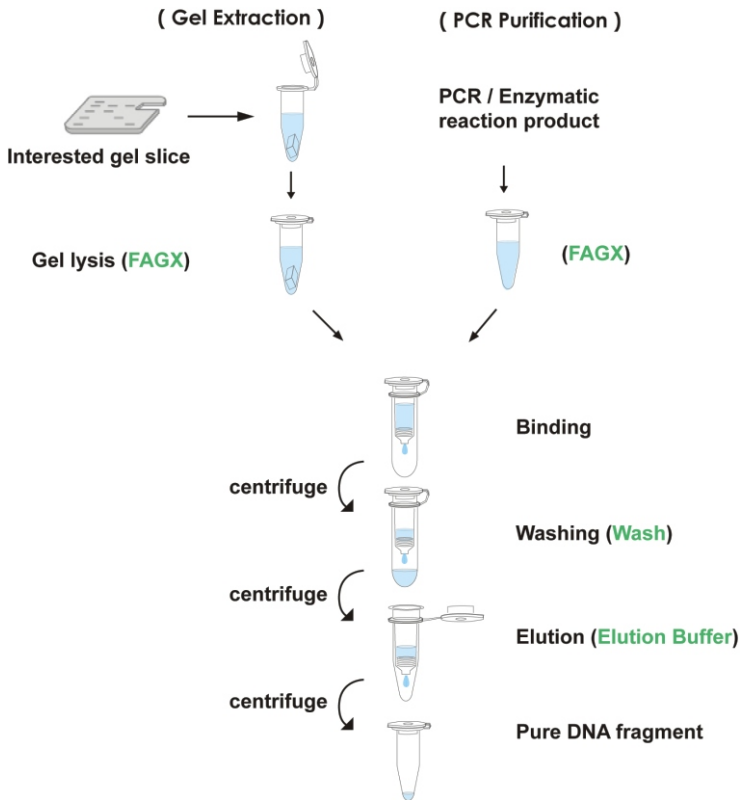 ( Gel Extraction )
( PCR Purification )
PCR / Enzymatic
reaction product
Interested gel slice
Gel lysis (FAGX)
(FAGX)
Binding
centrifuge
Washing (Wash)
centrifuge
Elution (Elution Buffer)
centrifuge
Pure DNA fragment